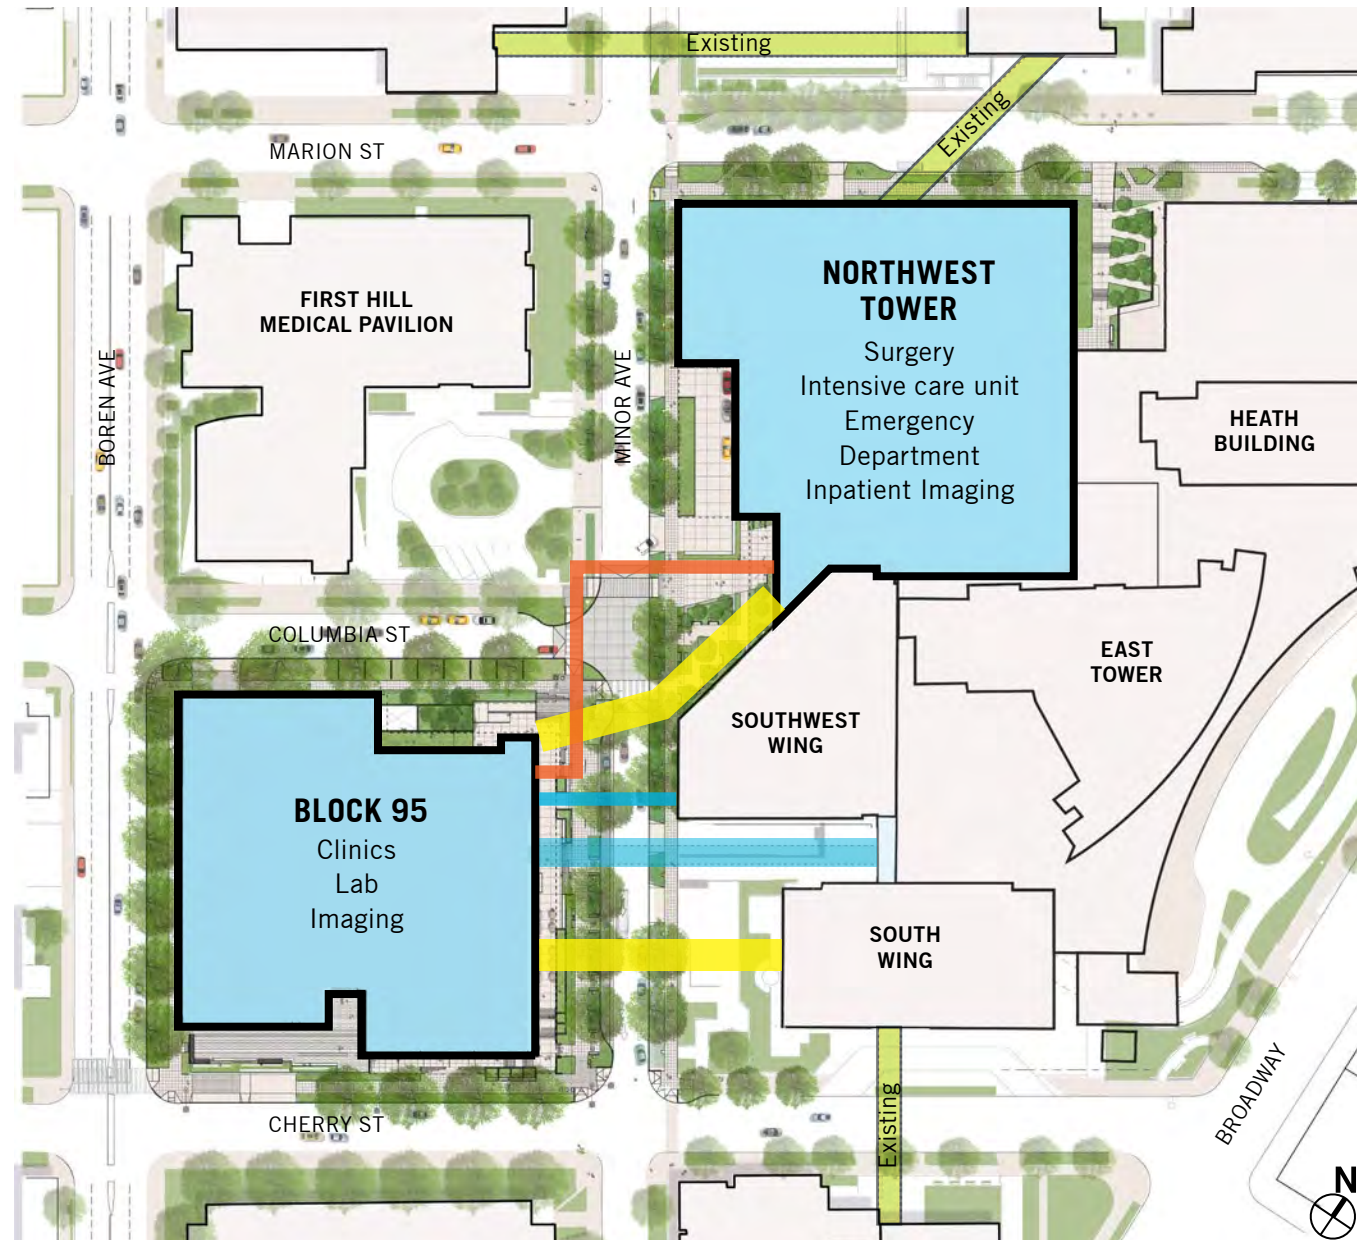 Existing
Existing
MARION ST
NORTHWEST
TOWER
Surgery
Intensive care unit
Emergency
Department
Inpatient Imaging
FIRST HILL
MEDICAL PAVILION
BOREN AVE
MINOR AVE
HEATH
BUILDING
COLUMBIA ST
EAST
TOWER
SOUTHWEST
WING
BLOCK 95
Clinics
Lab
Imaging
SOUTH
WING
BROADWAY
CHERRY ST
Existing
N